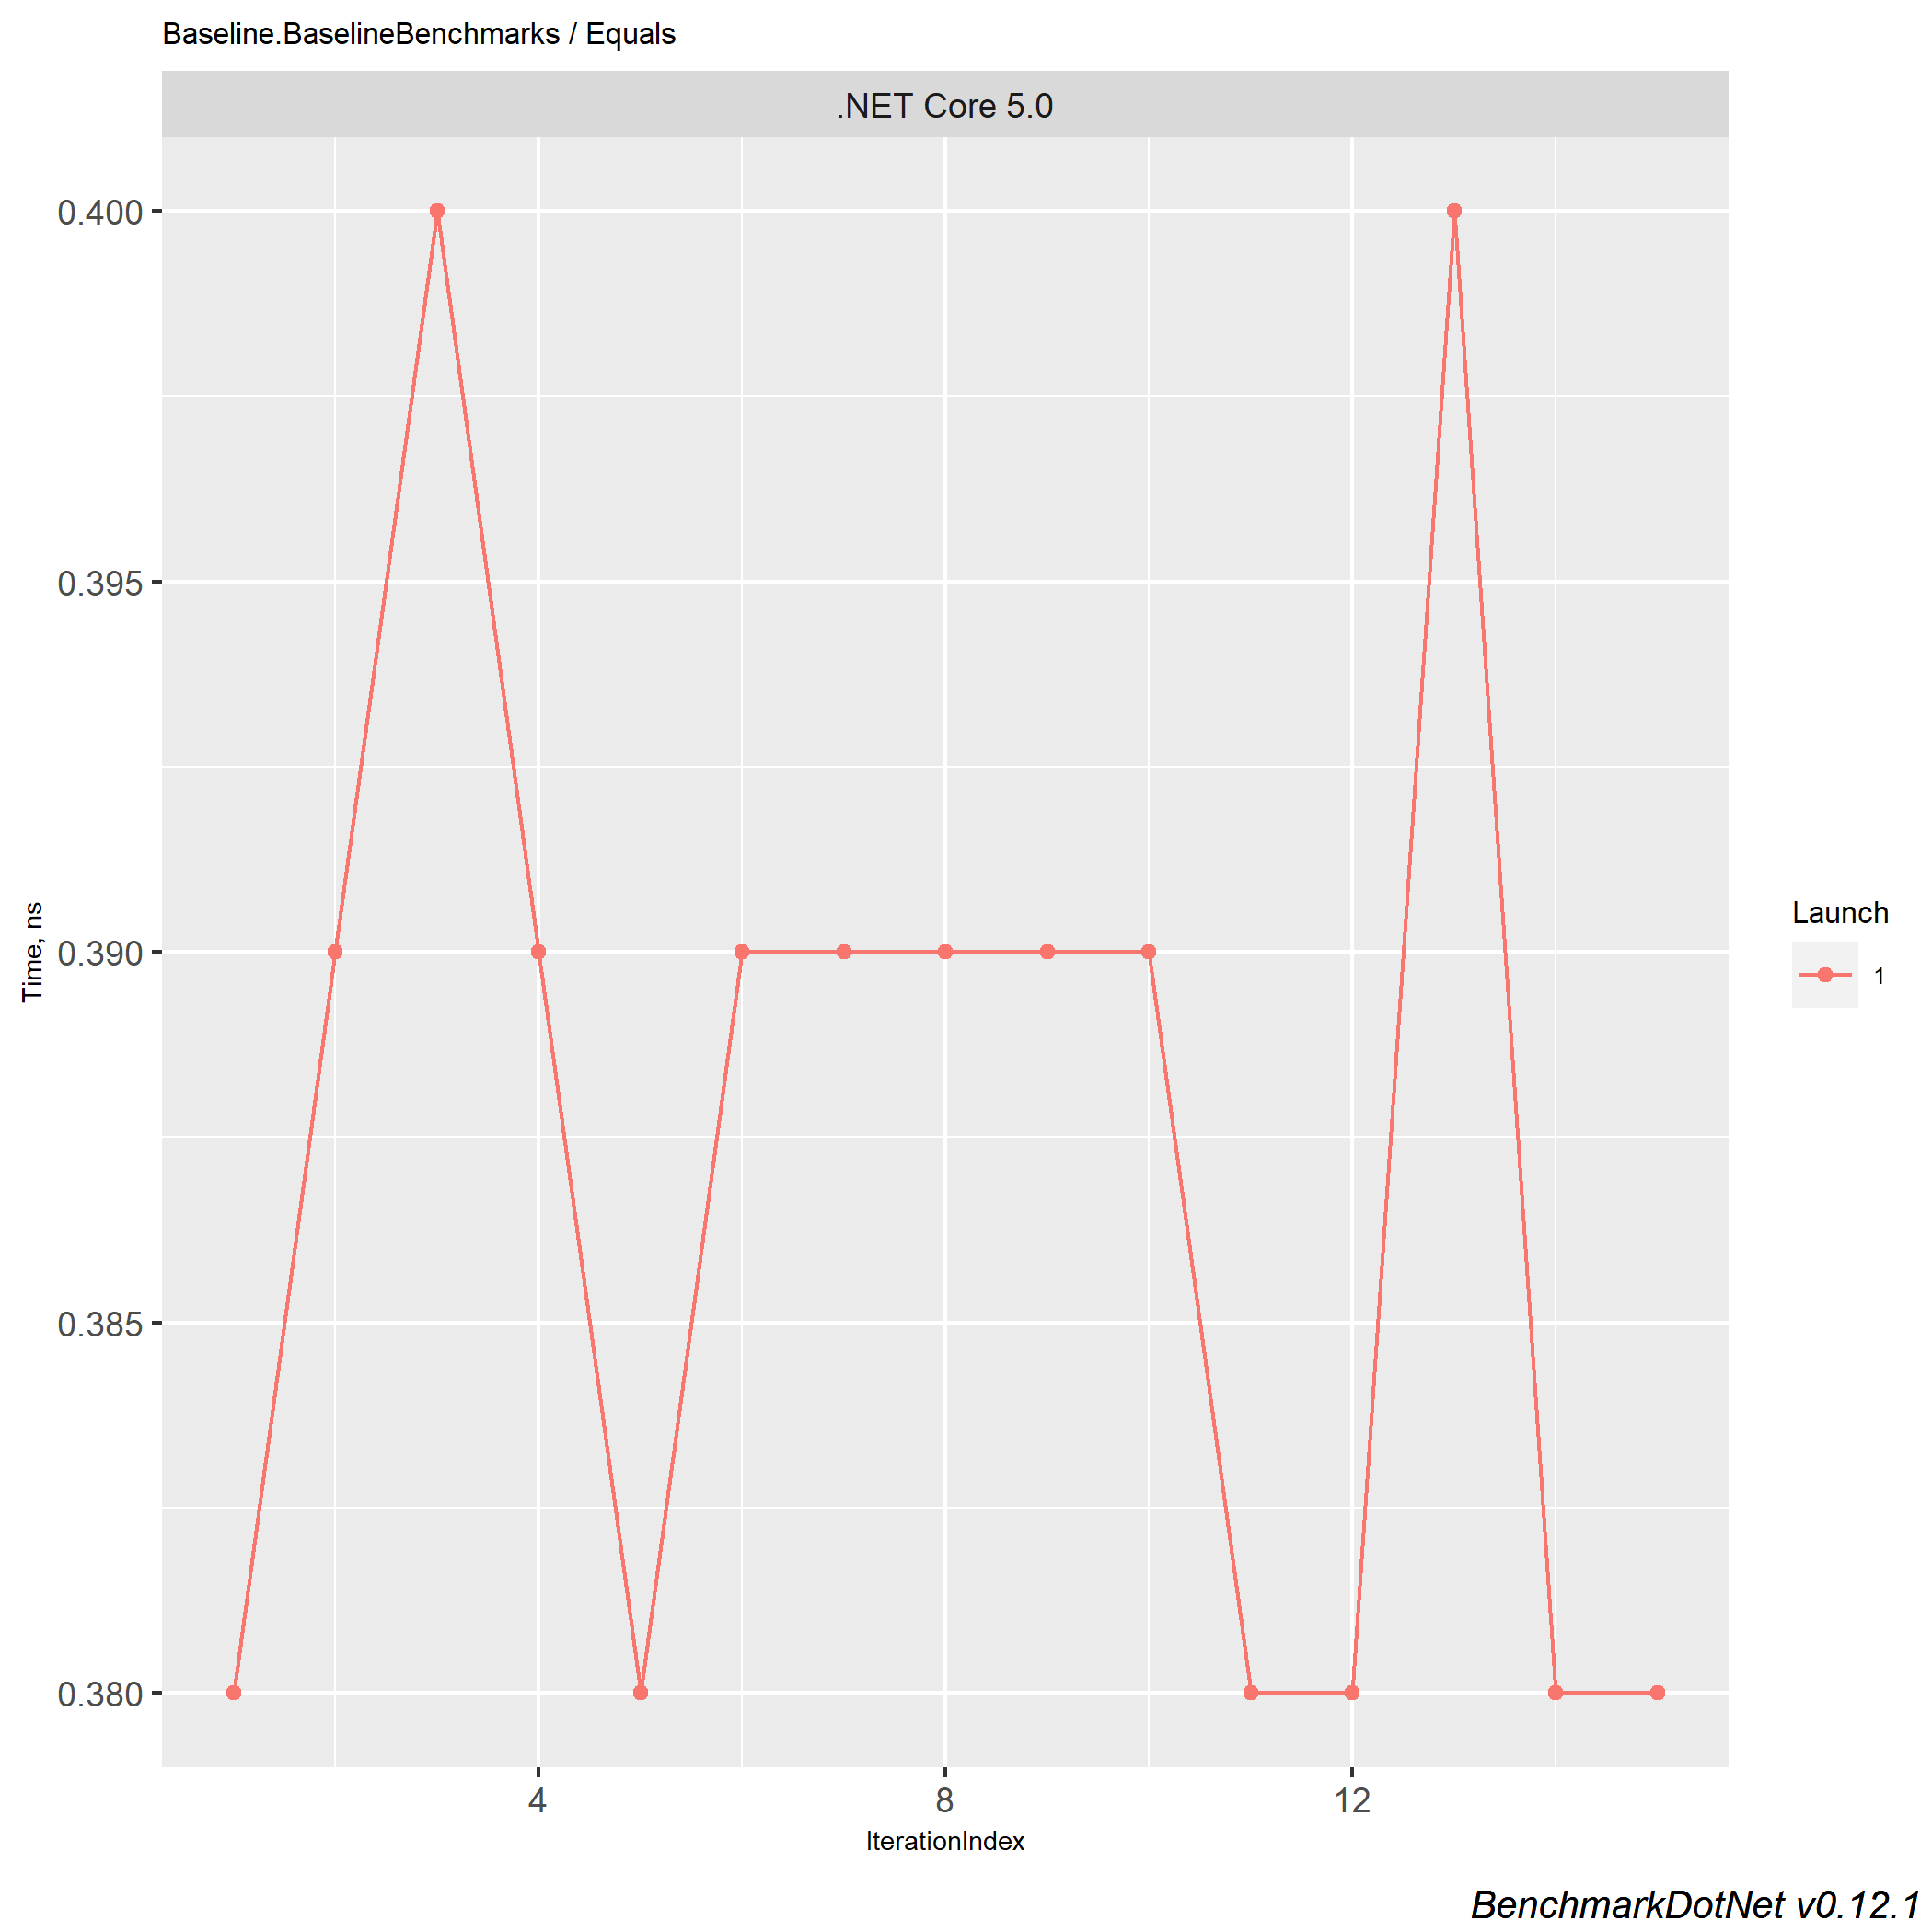 Baseline.BaselineBenchmarks / Equals
.NET Core 5.0
0.400
0.395
0.390
0.385
0.380
Time, ns
4 8 12
IterationIndex
Launch
1
BenchmarkDotNet v0.12.1